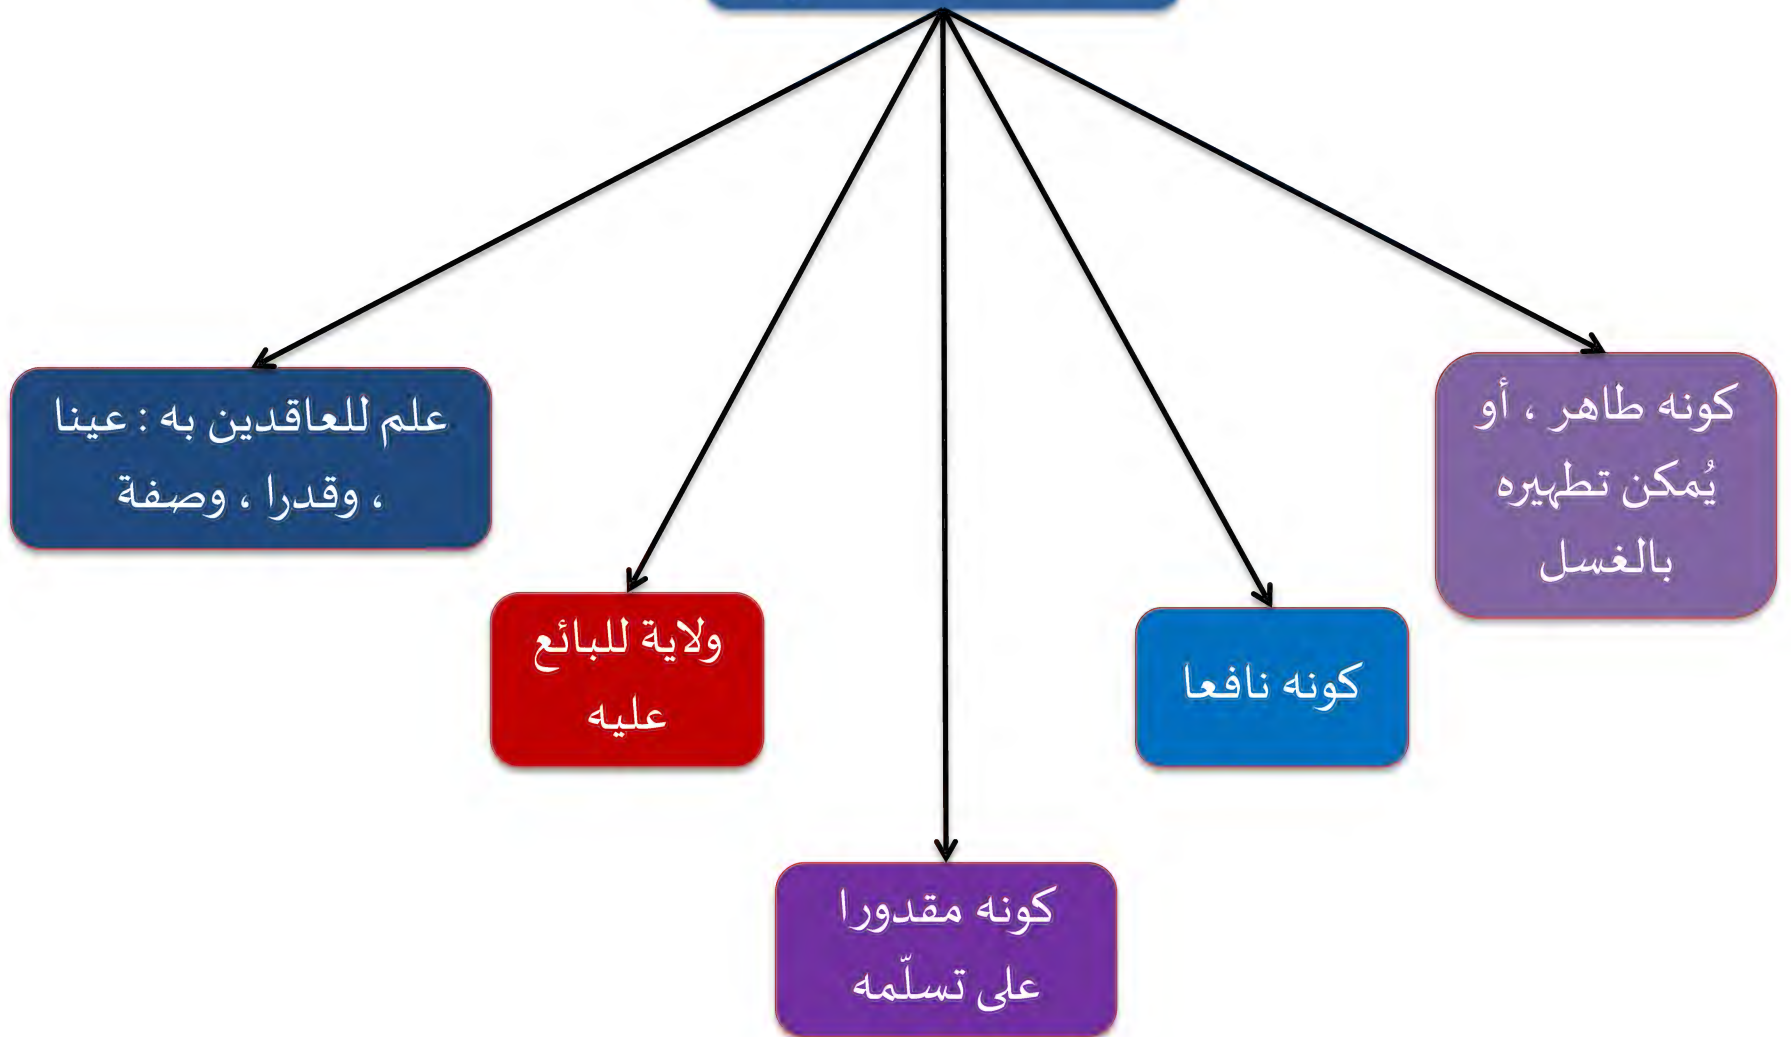 كونه طاهر ، أو
يُمكن تطهيره
بالغسل
كونه نافعا
كونه مقدورا
على تسلّمه
ولاية للبائع
عليه
علم للعاقدين به : عينا
، وقدرا ، وصفة